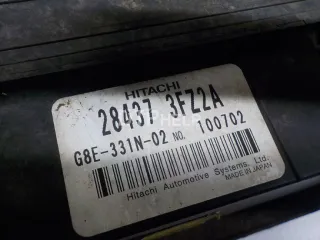 HITACHI
28437 3FZ2A
G8E-331N-02 NO. 100702
Hitachi Automotive Systems, Ltd.
MADE IN JAPAN